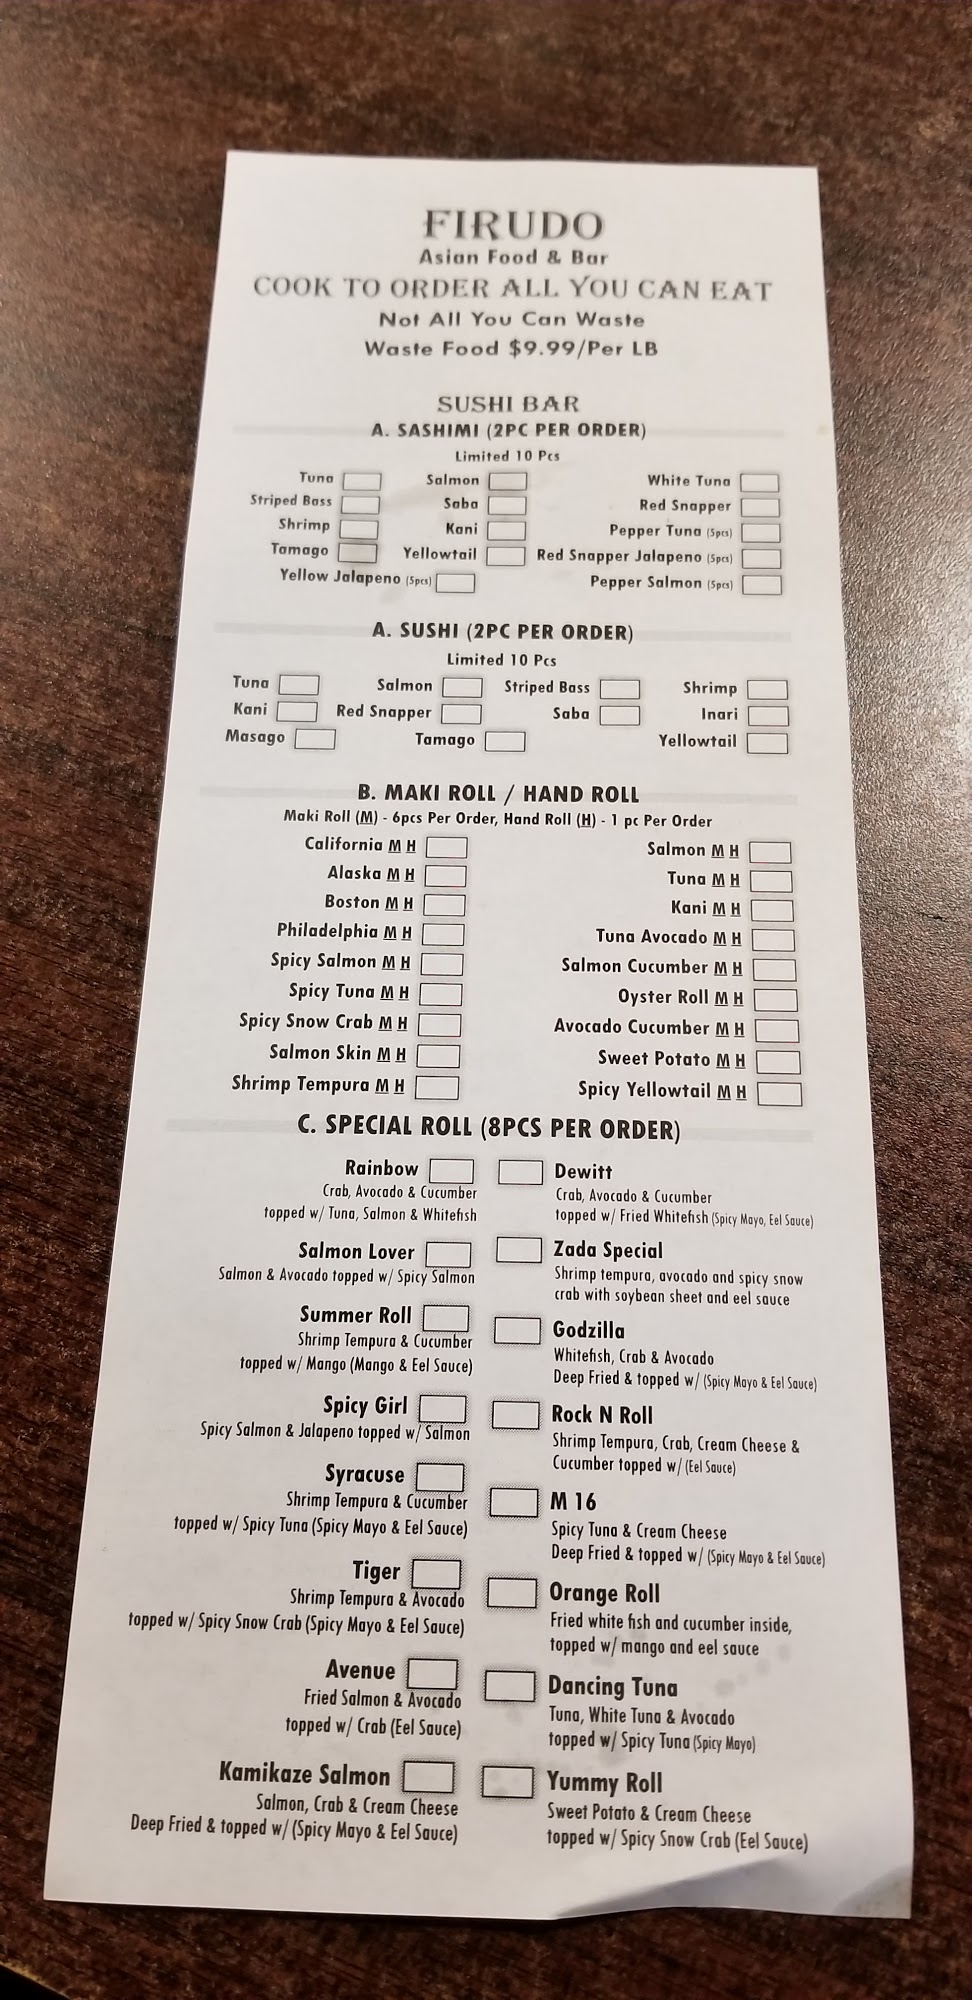 FIRUDO
Asian Food & Bar
COOK TO ORDER ALL YOU CAN EAT
Not All You Can Waste
Waste Food $9.99/Per LB
SUSHI BAR
A. SASHIMI (2PC PER ORDER)
Limited 10 Pcs
Tuna Salmon White Tuna
Striped Bass Saba Red Snapper
Shrimp Kani Pepper Tuna (5pcs)
Tamago Yellowtail Red Snapper Jalapeno (5pcs)
Yellow Jalapeno (5pcs) Pepper Salmon (5pcs)
A. SUSHI (2PC PER ORDER)
Limited 10 Pcs
Tuna Salmon Striped Bass Shrimp
Kani Red Snapper Saba Inari
Masago Tamago Yellowtail
B. MAKI ROLL / HAND ROLL
Maki Roll (M) - 6pcs Per Order, Hand Roll (H) - 1 pc Per Order
California M H Salmon M H
Alaska M H Tuna M H
Boston M H Kani M H
Philadelphia M H Tuna Avocado M H
Spicy Salmon M H Salmon Cucumber M H
Spicy Tuna M H Oyster Roll M H
Spicy Snow Crab M H Avocado Cucumber M H
Salmon Skin M H Sweet Potato M H
Shrimp Tempura M H Spicy Yellowtail M H
C. SPECIAL ROLL (8PCS PER ORDER)
Rainbow
Crab, Avocado & Cucumber
topped w/ Tuna, Salmon & Whitefish
Salmon Lover
Salmon & Avocado topped w/ Spicy Salmon
Summer Roll
Shrimp Tempura & Cucumber
topped w/ Mango (Mango & Eel Sauce)
Spicy Girl
Spicy Salmon & Jalapeno topped w/ Salmon
Syracuse
Shrimp Tempura & Cucumber
topped w/ Spicy Tuna (Spicy Mayo & Eel Sauce)
Tiger
Shrimp Tempura & Avocado
topped w/ Spicy Snow Crab (Spicy Mayo & Eel Sauce)
Avenue
Fried Salmon & Avocado
topped w/ Crab (Eel Sauce)
Kamikaze Salmon
Salmon, Crab & Cream Cheese
Deep Fried & topped w/ (Spicy Mayo & Eel Sauce)
Dewitt
Crab, Avocado & Cucumber
topped w/ Fried Whitefish (Spicy Mayo, Eel Sauce)
Zada Special
Shrimp tempura, avocado and spicy snow
crab with soybean sheet and eel sauce
Godzilla
Whitefish, Crab & Avocado
Deep Fried & topped w/ (Spicy Mayo & Eel Sauce)
Rock N Roll
Shrimp Tempura, Crab, Cream Cheese &
Cucumber topped w/ (Eel Sauce)
M 16
Spicy Tuna & Cream Cheese
Deep Fried & topped w/ (Spicy Mayo & Eel Sauce)
Orange Roll
Fried white fish and cucumber inside,
topped w/ mango and eel sauce
Dancing Tuna
Tuna, White Tuna & Avocado
topped w/ Spicy Tuna (Spicy Mayo)
Yummy Roll
Sweet Potato & Cream Cheese
topped w/ Spicy Snow Crab (Eel Sauce)